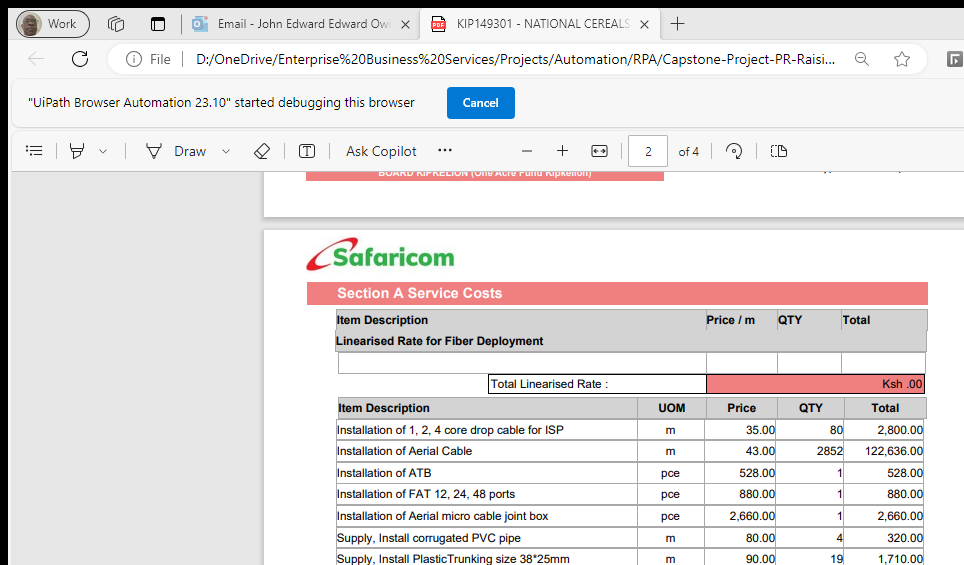 Work
Email - John Edward Edward Ow
KIP149301 - NATIONAL CEREALS
File
D:/OneDrive/Enterprise%20Business%20Services/Projects/Automation/RPA/Capstone-Project-PR-Raisi...
"UiPath Browser Automation 23.10" started debugging this browser
Cancel
Draw
Ask Copilot
2 of 4
BOARD KIPKELION (One Acre Fund Kipkelion)
Safaricom
Section A Service Costs
Item Description Price / m QTY Total
Linearised Rate for Fiber Deployment
Total Linearised Rate : Ksh .00
Item Description UOM Price QTY Total
Installation of 1, 2, 4 core drop cable for ISP m 35.00 80 2,800.00
Installation of Aerial Cable m 43.00 2852 122,636.00
Installation of ATB pce 528.00 1 528.00
Installation of FAT 12, 24, 48 ports pce 880.00 1 880.00
Installation of Aerial micro cable joint box pce 2,660.00 1 2,660.00
Supply, Install corrugated PVC pipe m 80.00 4 320.00
Supply, Install PlasticTrunking size 38*25mm m 90.00 19 1,710.00